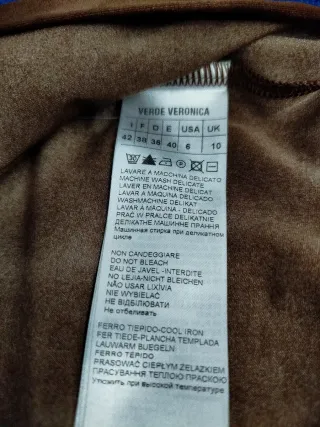 VERDE VERONICA
I F D E USA UK
42 38 36 40 6 10
LAVARE A MACCHINA DELICATO
MACHINE WASH DELICATE
LAVER EN MACHINE DELICAT
LAVAR A MÁQUINA DELICADO
WASMACHINE DELIKAT
LAVAR A MÁQUINA - DELICADO
PRAĆ W PRALCE DELIKATNIE
ДЕЛІКАТНЕ МАШИННЕ ПРАННЯ
Машинная стирка при деликатном
цикле
NON CANDEGGIARE
DO NOT BLEACH
EAU DE JAVEL -INTERDITE
NO LEJIA-NICHT BLEICHEN
NÃO USAR LIXIVIA
NIE WYBIELAĆ
НЕ ВІДБІЛЮВАТИ
Не отбеливать
FERRO TIEPIDO-COOL IRON
FER TIEDE-PLANCHA TEMPLADA
LAUWARM BUEGELN
FERRO TÉPIDO
PRASOWAĆ CIEPŁYM ŻELAZKIEM
ПРАСУВАННЯ ТЕПЛОЮ ПРАСКОЮ
при высокой температуре